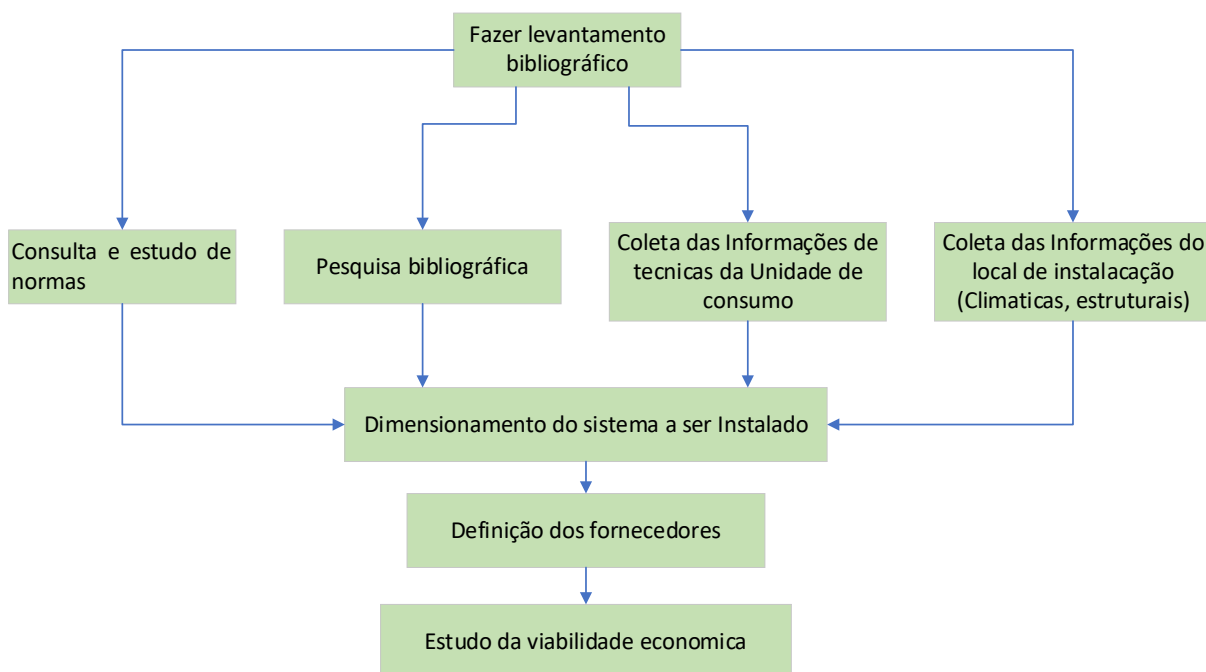 Fazer levantamento
bibliográfico
Consulta e estudo de
normas
Pesquisa bibliográfica
Coleta das Informações de
tecnicas da Unidade de
consumo
Coleta das Informações do
local de instalacação
(Climaticas, estruturais)
Dimensionamento do sistema a ser Instalado
Definição dos fornecedores
Estudo da viabilidade economica